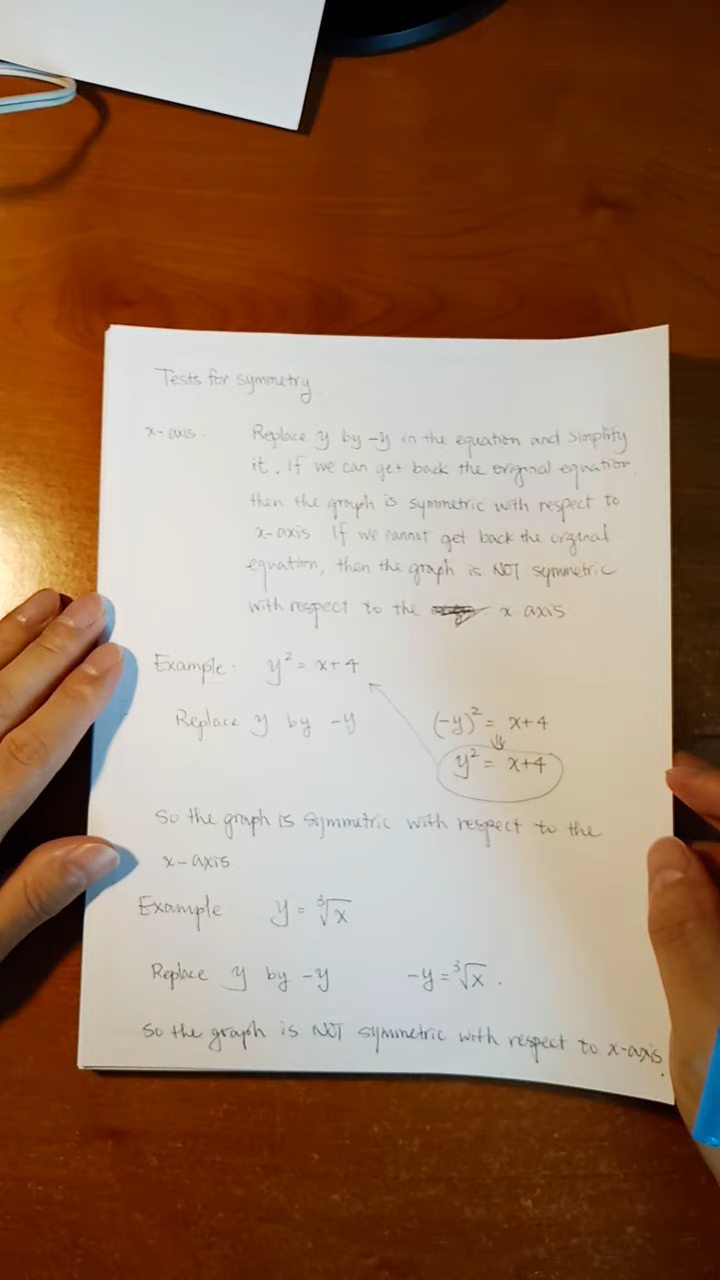 Tests for symmetry
x-axis. Replace y by -y in the equation and simplify
it. If we can get back the original equation,
then the graph is symmetric with respect to
x-axis If we cannot get back the orginal
equation, then the graph is NOT symmetric
with respect to the x axis.
Example: y² = x+4
Replace y by -y (-y)² = x+4
y² = x+4
So the graph is symmetric with respect to the
x-axis
Example y = ∛x
Replace y by -y -y = ∛x.
So the graph is NOT symmetric with respect to x-axis.